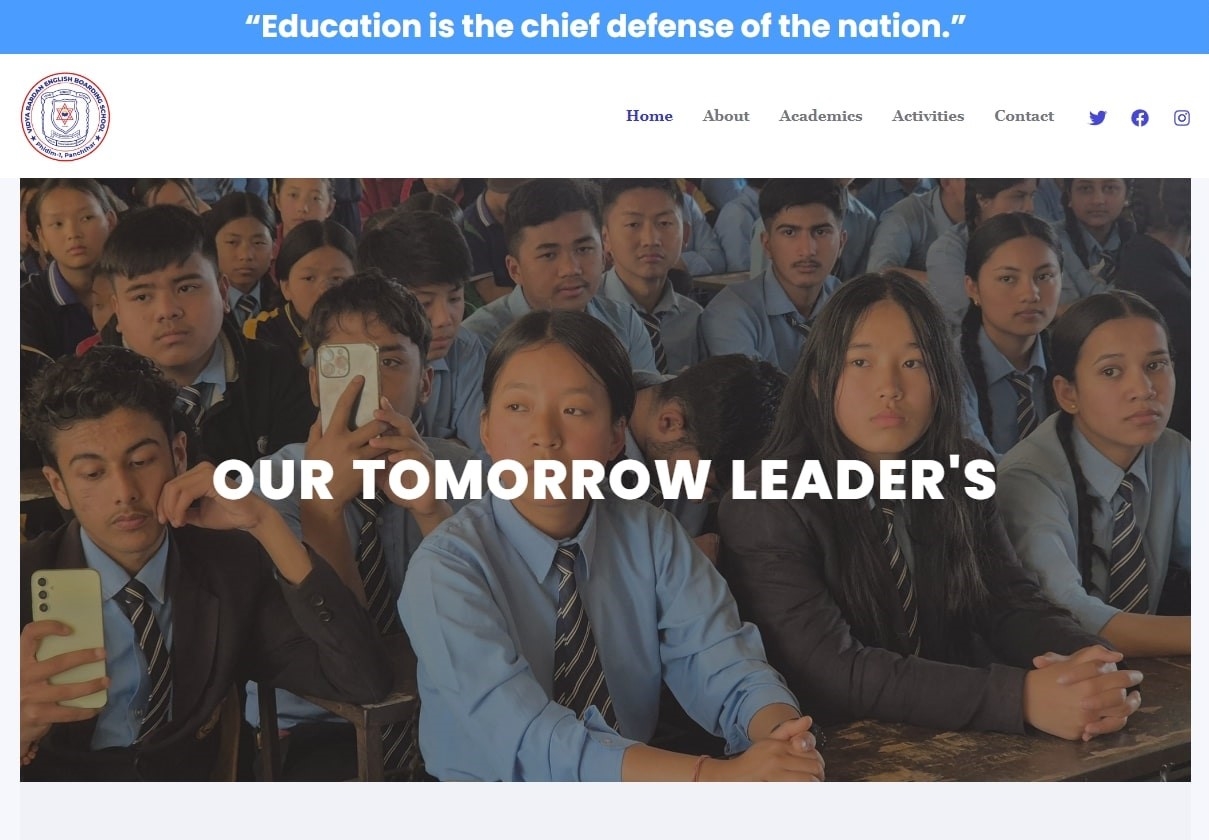 “Education is the chief defense of the nation.”
VIDYA RABDAN ENGLISH BOARDING SCHOOL
★ Phidim-1, Panchthar ★
Home About Academics Activities Contact
OUR TOMORROW LEADER'S